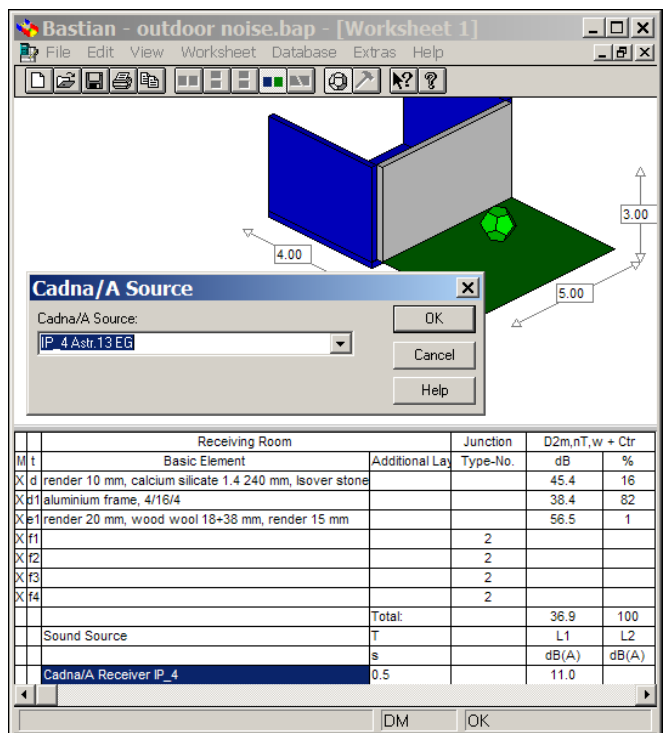 Bastian - outdoor noise.bap - [Worksheet 1]
File Edit View Worksheet Database Extras Help
3.00
4.00
5.00
Cadna/A Source
Cadna/A Source:
IP_4 Astr.13 EG
OK
Cancel
Help
Receiving Room Junction D2m,nT,w + Ctr
M t Basic Element Additional Lay Type-No. dB %
X d render 10 mm, calcium silicate 1.4 240 mm, Isover stone 45.4 16
X d1 aluminium frame, 4/16/4 38.4 82
X e1 render 20 mm, wood wool 18+38 mm, render 15 mm 56.5 1
X f1 2
X f2 2
X f3 2
X f4 2
Total: 36.9 100
Sound Source T L1 L2
s dB(A) dB(A)
Cadna/A Receiver IP_4 0.5 11.0
DM OK